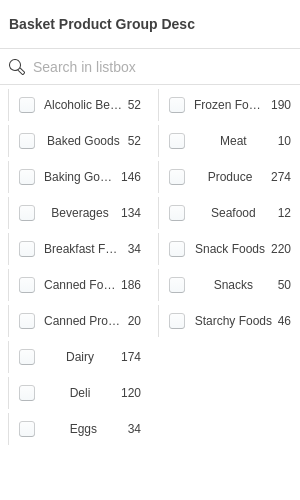 Basket Product Group Desc
Search in listbox
Alcoholic Be... 52
Baked Goods 52
Baking Go... 146
Beverages 134
Breakfast F... 34
Canned Fo... 186
Canned Pro... 20
Dairy 174
Deli 120
Eggs 34
Frozen Fo... 190
Meat 10
Produce 274
Seafood 12
Snack Foods 220
Snacks 50
Starchy Foods 46